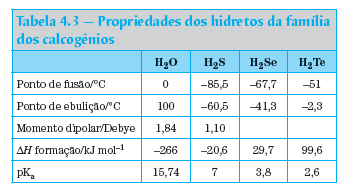 Tabela 4.3 — Propriedades dos hidretos da família
dos calcogênios
H₂O H₂S H₂Se H₂Te
Ponto de fusão/°C 0 –85,5 –67,7 –51
Ponto de ebulição/°C 100 –60,5 –41,3 –2,3
Momento dipolar/Debye 1,84 1,10
ΔH formação/kJ mol⁻¹ –266 –20,6 29,7 99,6
pKₐ 15,74 7 3,8 2,6